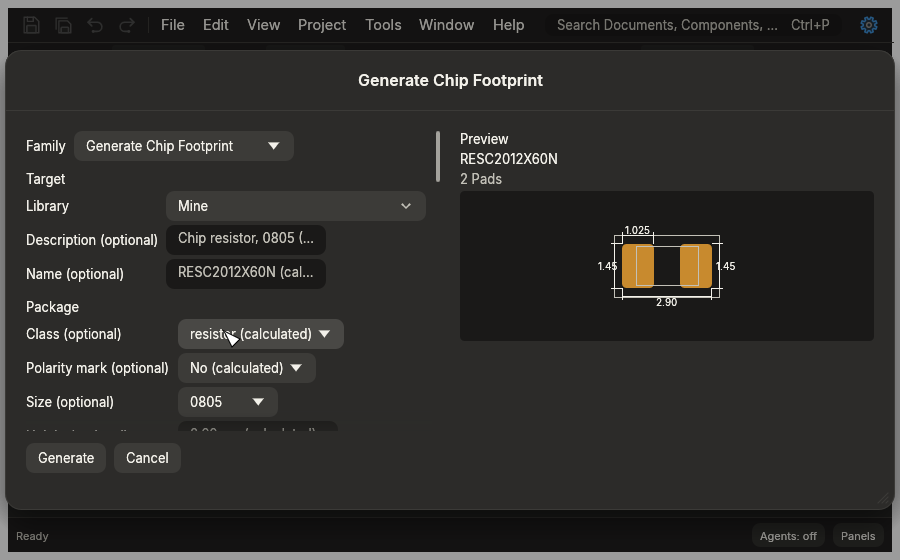 File Edit View Project Tools Window Help Search Documents, Components, ... Ctrl+P
Generate Chip Footprint
Family Generate Chip Footprint
Target
Library Mine
Description (optional) Chip resistor, 0805 (...
Name (optional) RESC2012X60N (cal...
Package
Class (optional) resistor (calculated)
Polarity mark (optional) No (calculated)
Size (optional) 0805
Generate Cancel
Preview
RESC2012X60N
2 Pads
1.025
1.45 1.45
2.90
Ready Agents: off Panels